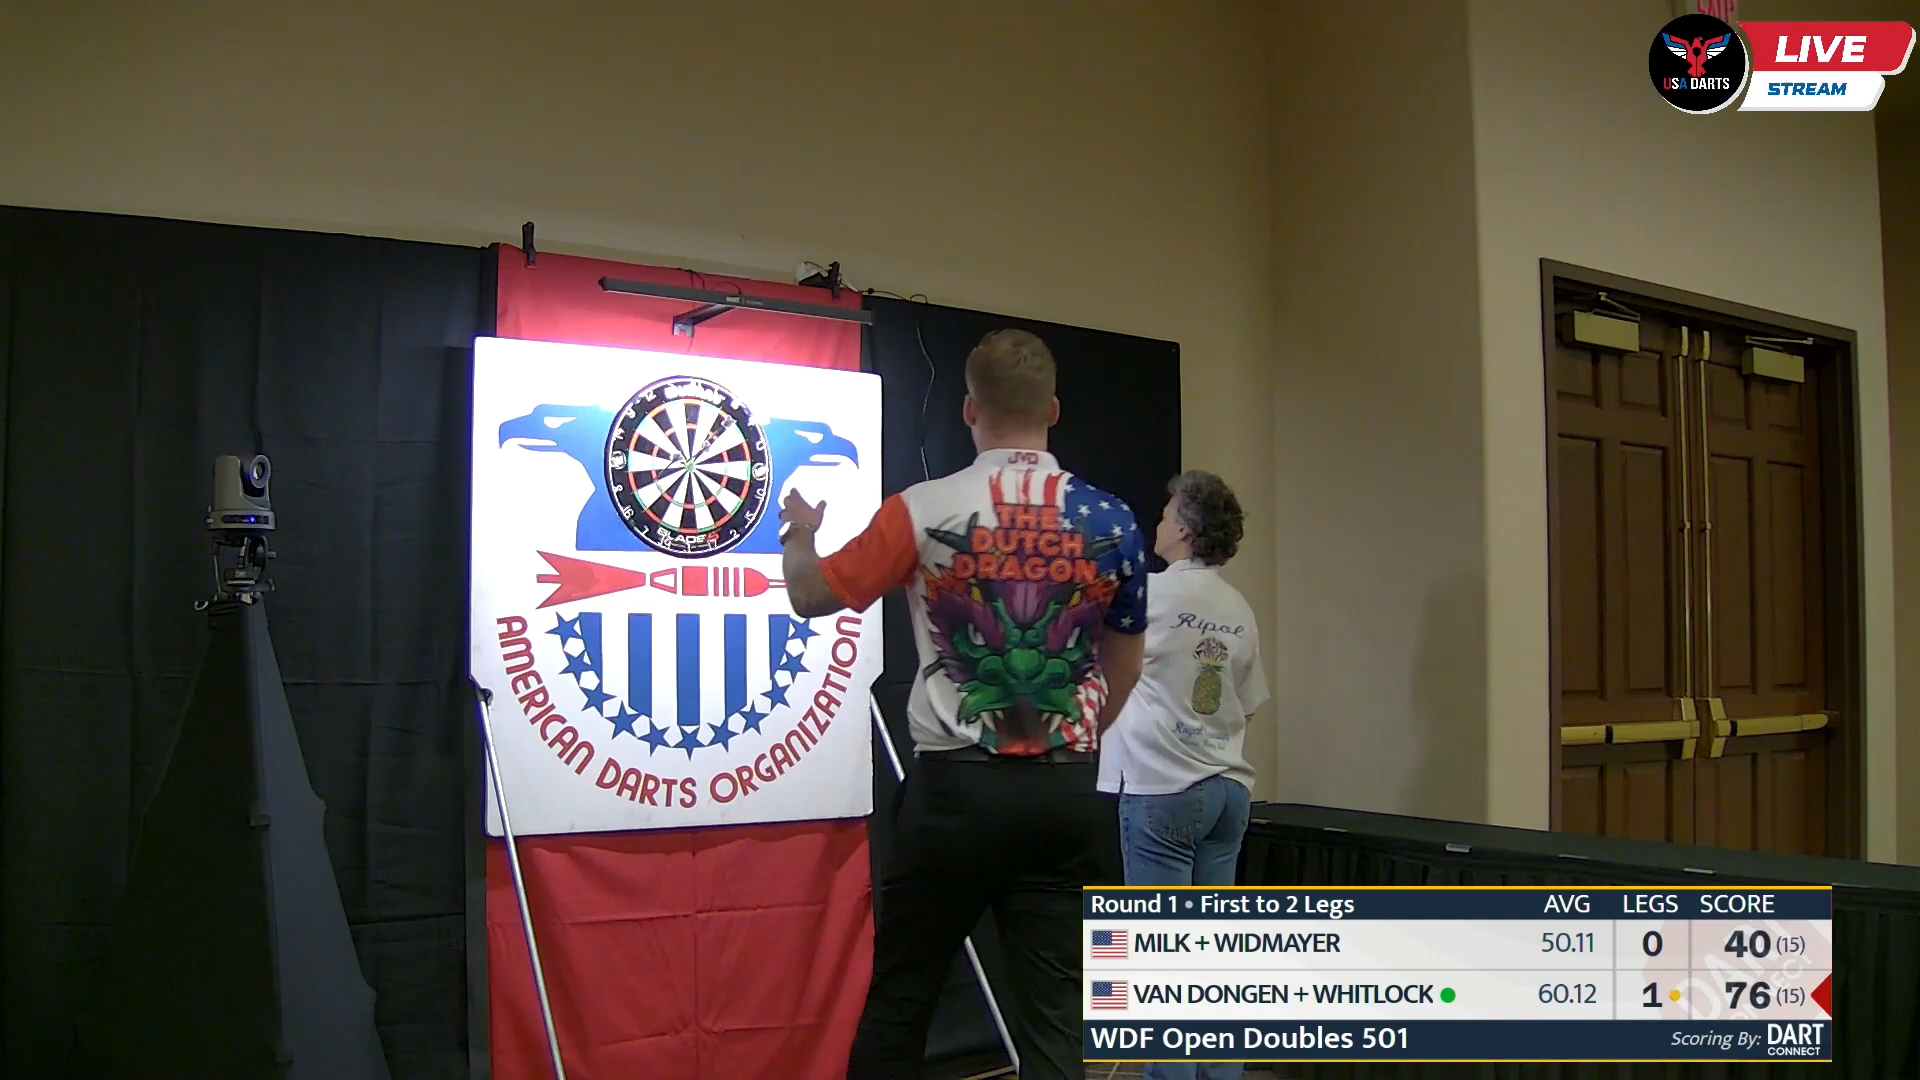 LIVE
STREAM
USA DARTS
JVD
THE
DUTCH
DRAGON
BLADE
Ripol
AMERICAN DARTS ORGANIZATION
Round 1 • First to 2 Legs AVG LEGS SCORE
MILK + WIDMAYER 50.11 0 40 (15)
VAN DONGEN + WHITLOCK 60.12 1 76 (15)
WDF Open Doubles 501 Scoring By: DART CONNECT